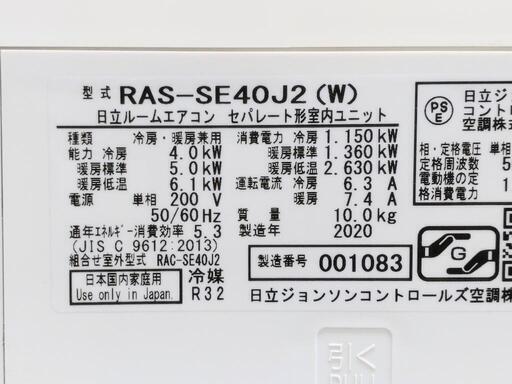 型式 RAS-SE40J2(W)
日立ルームエアコン セパレート形室内ユニット
種類 冷房・暖房兼用
能力 冷房 4.0kW
暖房標準 5.0kW
暖房低温 6.1kW
電源 単相 200 V
50/60Hz
通年エネルギー消費効率 5.3
(JIS C 9612:2013)
組合せ室外型式 RAC-SE40J2
日本国内家庭用
Use only in Japan.
冷媒
R32
消費電力 冷房 1.150kW
暖房標準 1.360kW
暖房低温 2.630kW
運転電流 冷房 6.3 A
暖房 7.4 A
質量 10.0kg
製造年 2020
製造番号 001083
日立ジョンソンコントロールズ空調株
PS
E
日立ジョ
コントロ
空調株式
相・定格電圧
定格周波数 5
電動機の定
格消費電力 1
G